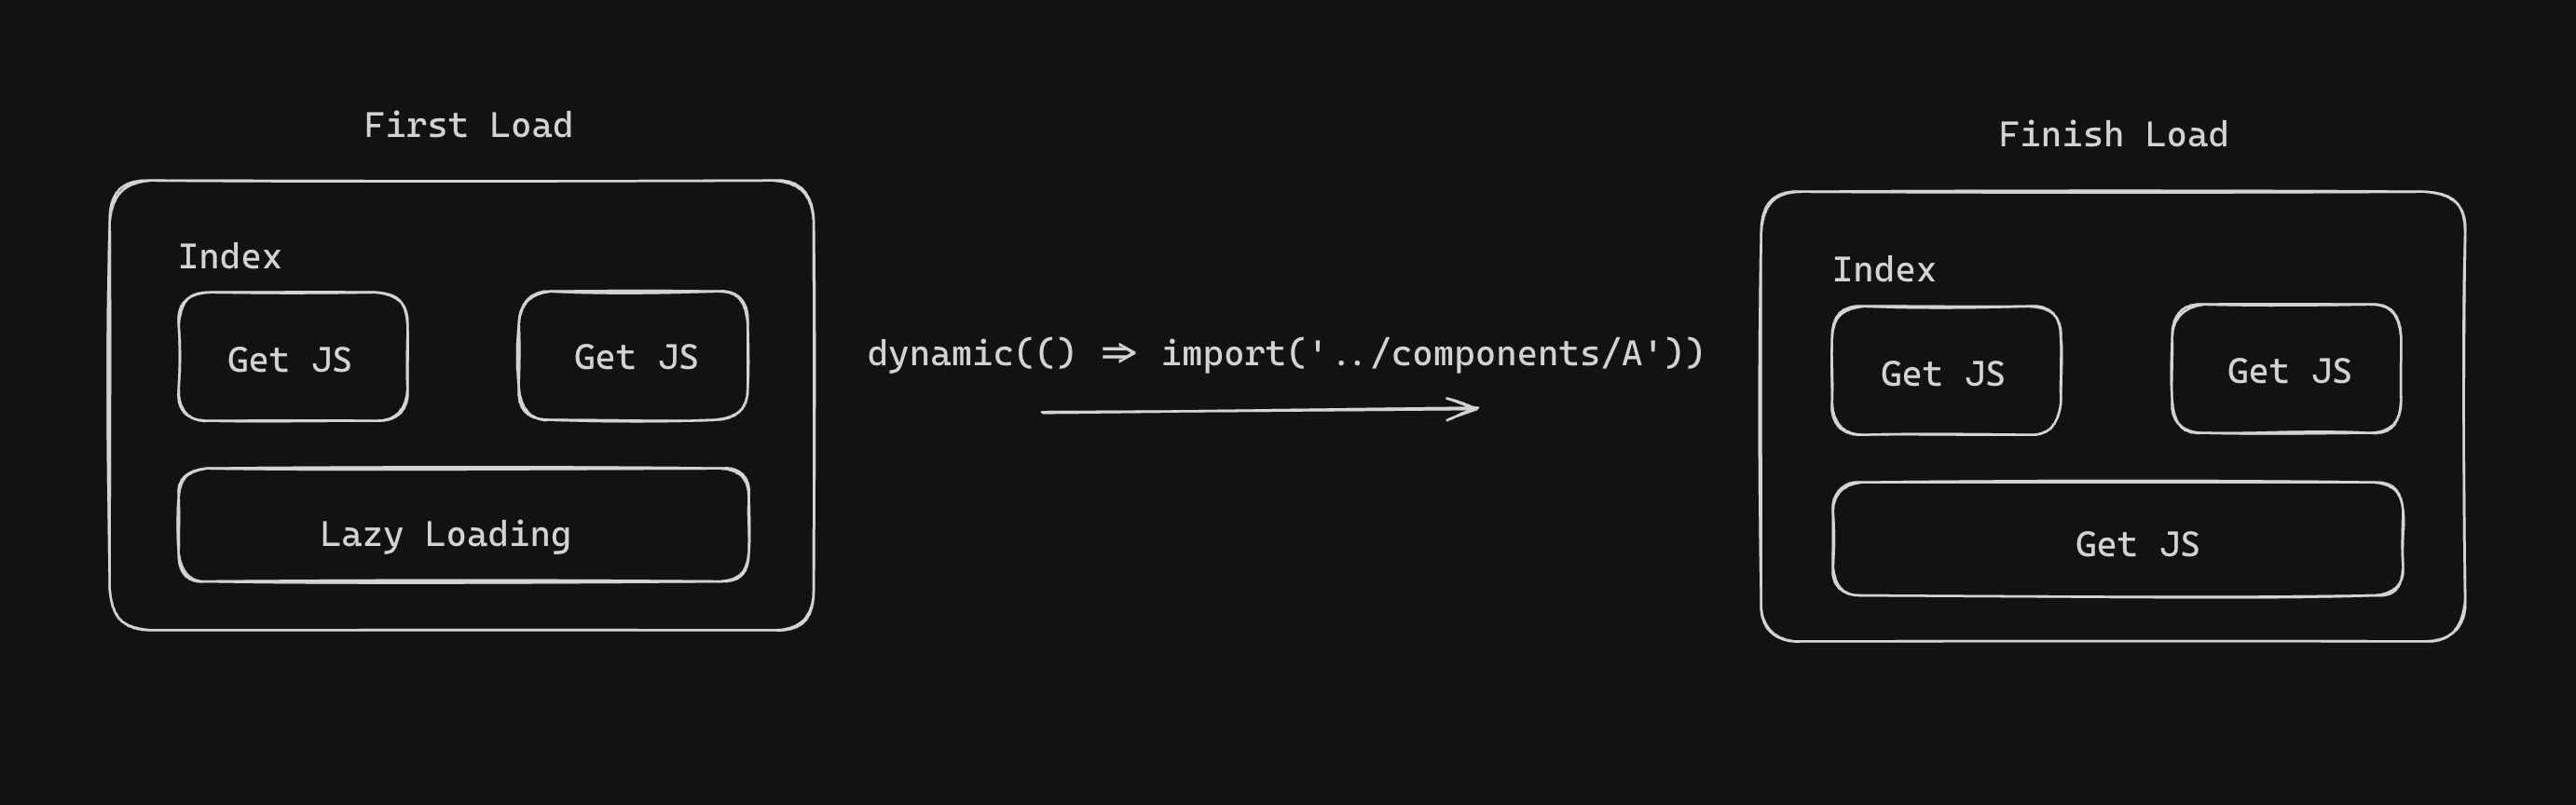 First Load
Index
Get JS
Get JS
Lazy Loading
dynamic(() => import('../components/A'))
Finish Load
Index
Get JS
Get JS
Get JS